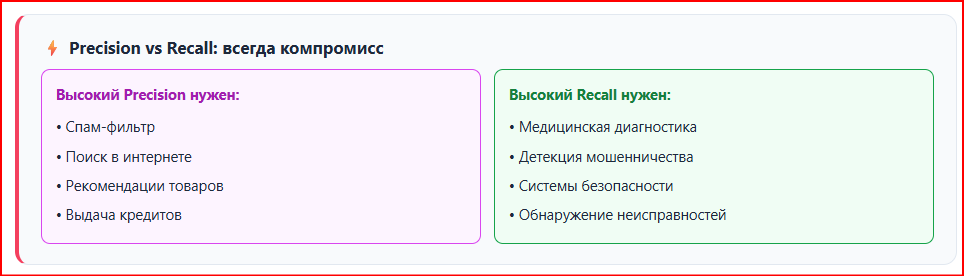 ⚡ Precision vs Recall: всегда компромисс
Высокий Precision нужен:
• Спам-фильтр
• Поиск в интернете
• Рекомендации товаров
• Выдача кредитов
Высокий Recall нужен:
• Медицинская диагностика
• Детекция мошенничества
• Системы безопасности
• Обнаружение неисправностей